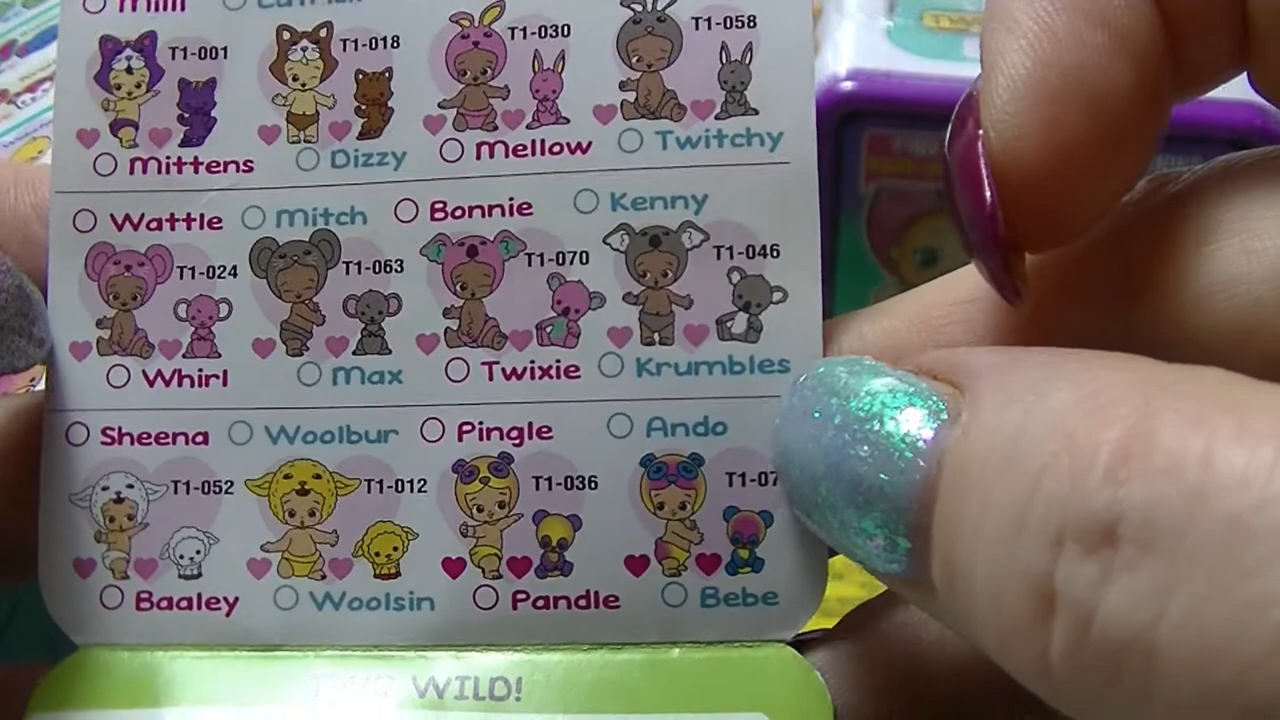 T1-001 T1-018 T1-030 T1-058
Mittens Dizzy Mellow Twitchy
Wattle Mitch Bonnie Kenny
T1-024 T1-063 T1-070 T1-046
Whirl Max Twixie Krumbles
Sheena Woolbur Pingle Ando
T1-052 T1-012 T1-036 T1-07
Baaley Woolsin Pandle Bebe
WILD!